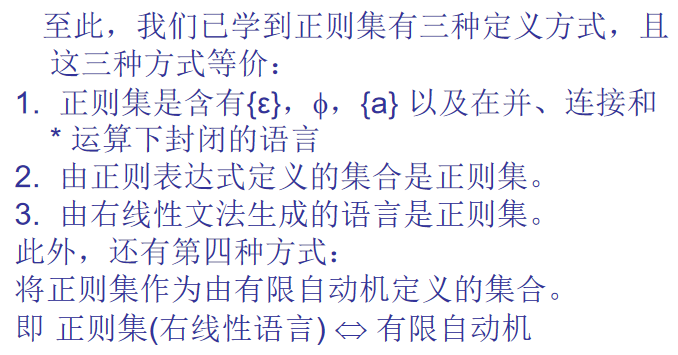 至此，我们已学到正则集有三种定义方式，且
这三种方式等价：
1. 正则集是含有{ε}，ϕ，{a} 以及在并、连接和
* 运算下封闭的语言
2. 由正则表达式定义的集合是正则集。
3. 由右线性文法生成的语言是正则集。
此外，还有第四种方式：
将正则集作为由有限自动机定义的集合。
即 正则集(右线性语言) ⇔ 有限自动机